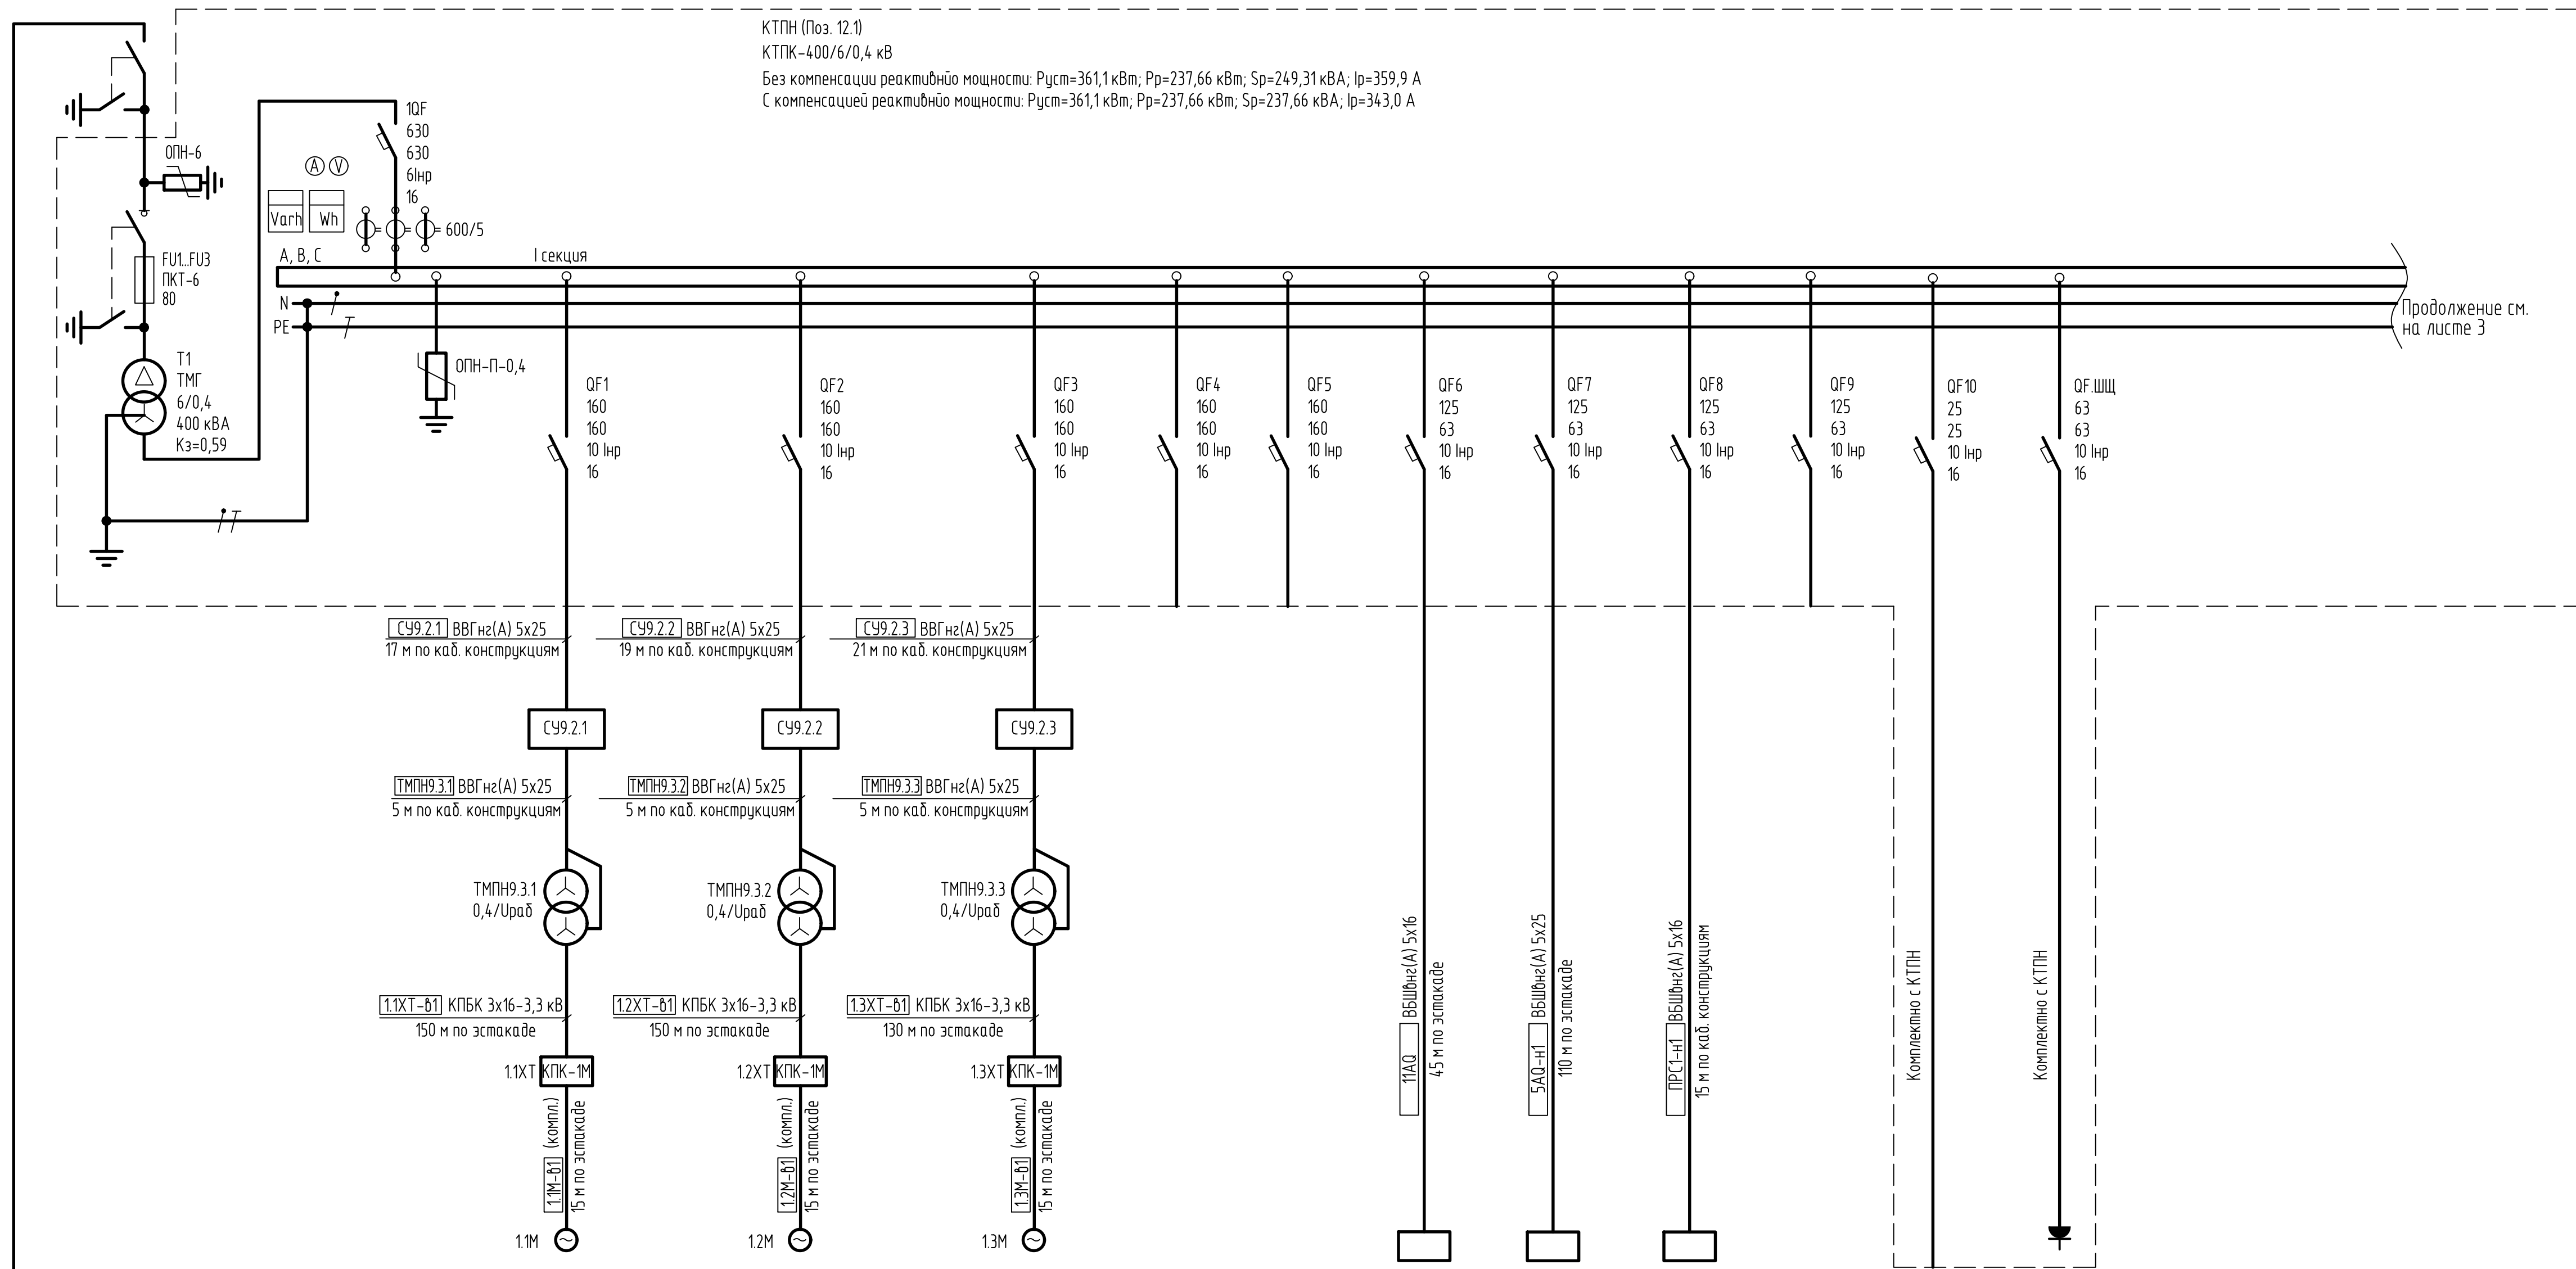 КТПН (Поз. 12.1)
КТПК-400/6/0,4 кВ
Без компенсации реактивнйо мощности: Руст=361,1 кВт; Рр=237,66 кВт; Sp=249,31 кВА; Iр=359,9 А
С компенсацией реактивнйо мощности: Руст=361,1 кВт; Рр=237,66 кВт; Sp=237,66 кВА; Iр=343,0 А
ОПН-6
FU1...FU3
ПКТ-6
80
T1
ТМГ
6/0,4
400 кВА
Кз=0,59
1QF
630
630
6Iнр
16
A V
Varh Wh
600/5
A, B, C
I секция
N
PE
Продолжение см.
на листе 3
ОПН-П-0,4
QF1
160
160
10 Iнр
16
QF2
160
160
10 Iнр
16
QF3
160
160
10 Iнр
16
QF4
160
160
10 Iнр
16
QF5
160
160
10 Iнр
16
QF6
125
63
10 Iнр
16
QF7
125
63
10 Iнр
16
QF8
125
63
10 Iнр
16
QF9
125
63
10 Iнр
16
QF10
25
25
10 Iнр
16
QF.ШЩ
63
63
10 Iнр
16
СУ9.2.1 ВВГнг(А) 5х25
17 м по каб. конструкциям
СУ9.2.2 ВВГнг(А) 5х25
19 м по каб. конструкциям
СУ9.2.3 ВВГнг(А) 5х25
21 м по каб. конструкциям
СУ9.2.1
СУ9.2.2
СУ9.2.3
ТМПН9.3.1 ВВГнг(А) 5х25
5 м по каб. конструкциям
ТМПН9.3.2 ВВГнг(А) 5х25
5 м по каб. конструкциям
ТМПН9.3.3 ВВГнг(А) 5х25
5 м по каб. конструкциям
ТМПН9.3.1
0,4/Uраб
ТМПН9.3.2
0,4/Uраб
ТМПН9.3.3
0,4/Uраб
1.1ХТ-в1 КПБК 3х16-3,3 кВ
150 м по эстакаде
1.2ХТ-в1 КПБК 3х16-3,3 кВ
150 м по эстакаде
1.3ХТ-в1 КПБК 3х16-3,3 кВ
130 м по эстакаде
1.1ХТ КПК-1М
1.2ХТ КПК-1М
1.3ХТ КПК-1М
1.1М-в1 (компл.)
15 м по эстакаде
1.2М-в1 (компл.)
15 м по эстакаде
1.3М-в1 (компл.)
15 м по эстакаде
1.1М
1.2М
1.3М
11AQ ВБШвнг(А) 5х16
45 м по эстакаде
5AQ-н1 ВБШвнг(А) 5х25
110 м по эстакаде
ПРС1-н1 ВБШвнг(А) 5х16
15 м по каб. конструкциям
Комплектно с КТПН
Комплектно с КТПН